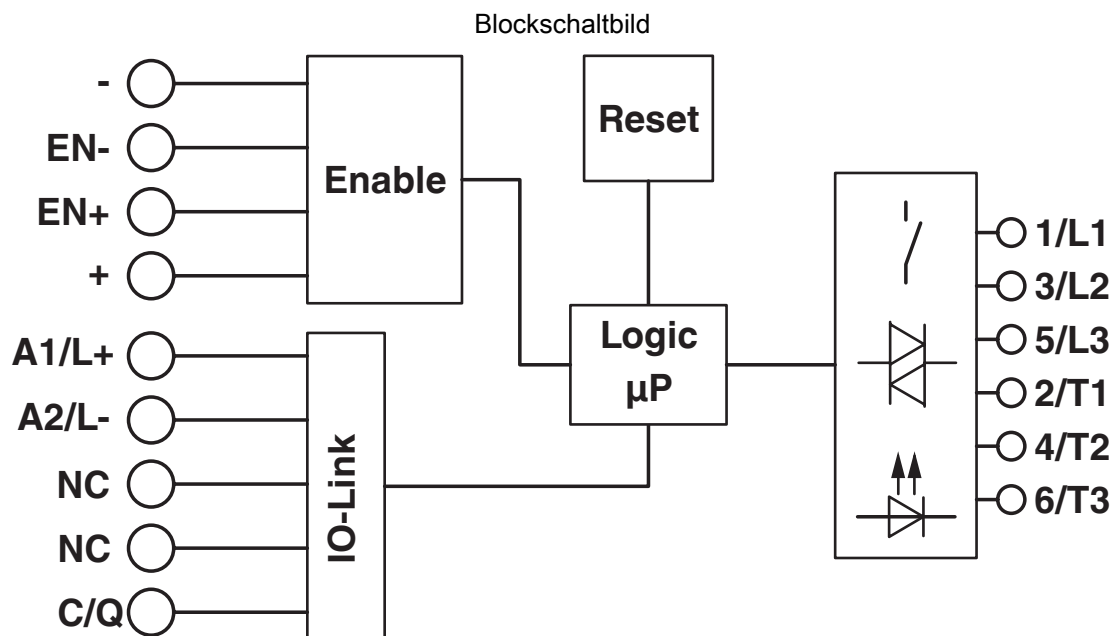 Blockschaltbild
-
EN-
EN+
+
Enable
Reset
A1/L+
A2/L-
NC
NC
C/Q
IO-Link
Logic
µP
1/L1
3/L2
5/L3
2/T1
4/T2
6/T3